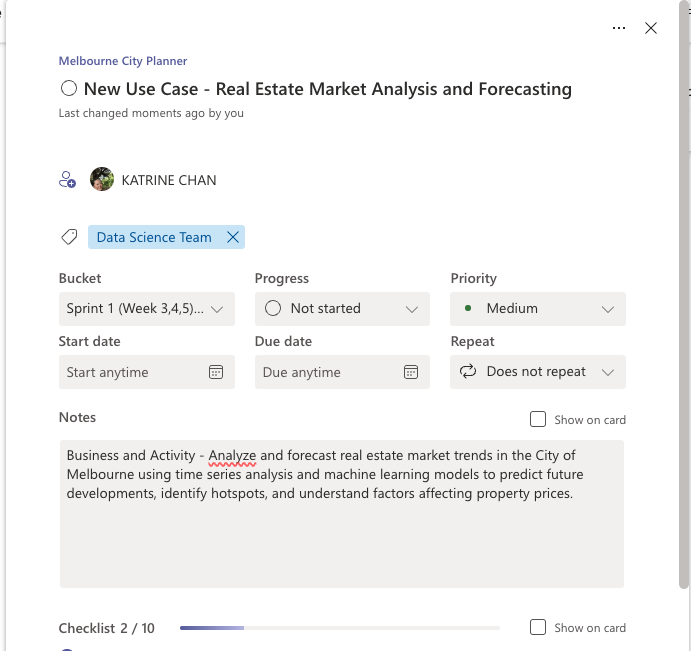 Melbourne City Planner
New Use Case - Real Estate Market Analysis and Forecasting
Last changed moments ago by you
KATRINE CHAN
Data Science Team
Bucket Progress Priority
Sprint 1 (Week 3,4,5)... Not started Medium
Start date Due date Repeat
Start anytime Due anytime Does not repeat
Notes Show on card
Business and Activity - Analyze and forecast real estate market trends in the City of
Melbourne using time series analysis and machine learning models to predict future
developments, identify hotspots, and understand factors affecting property prices.
Checklist 2 / 10 Show on card